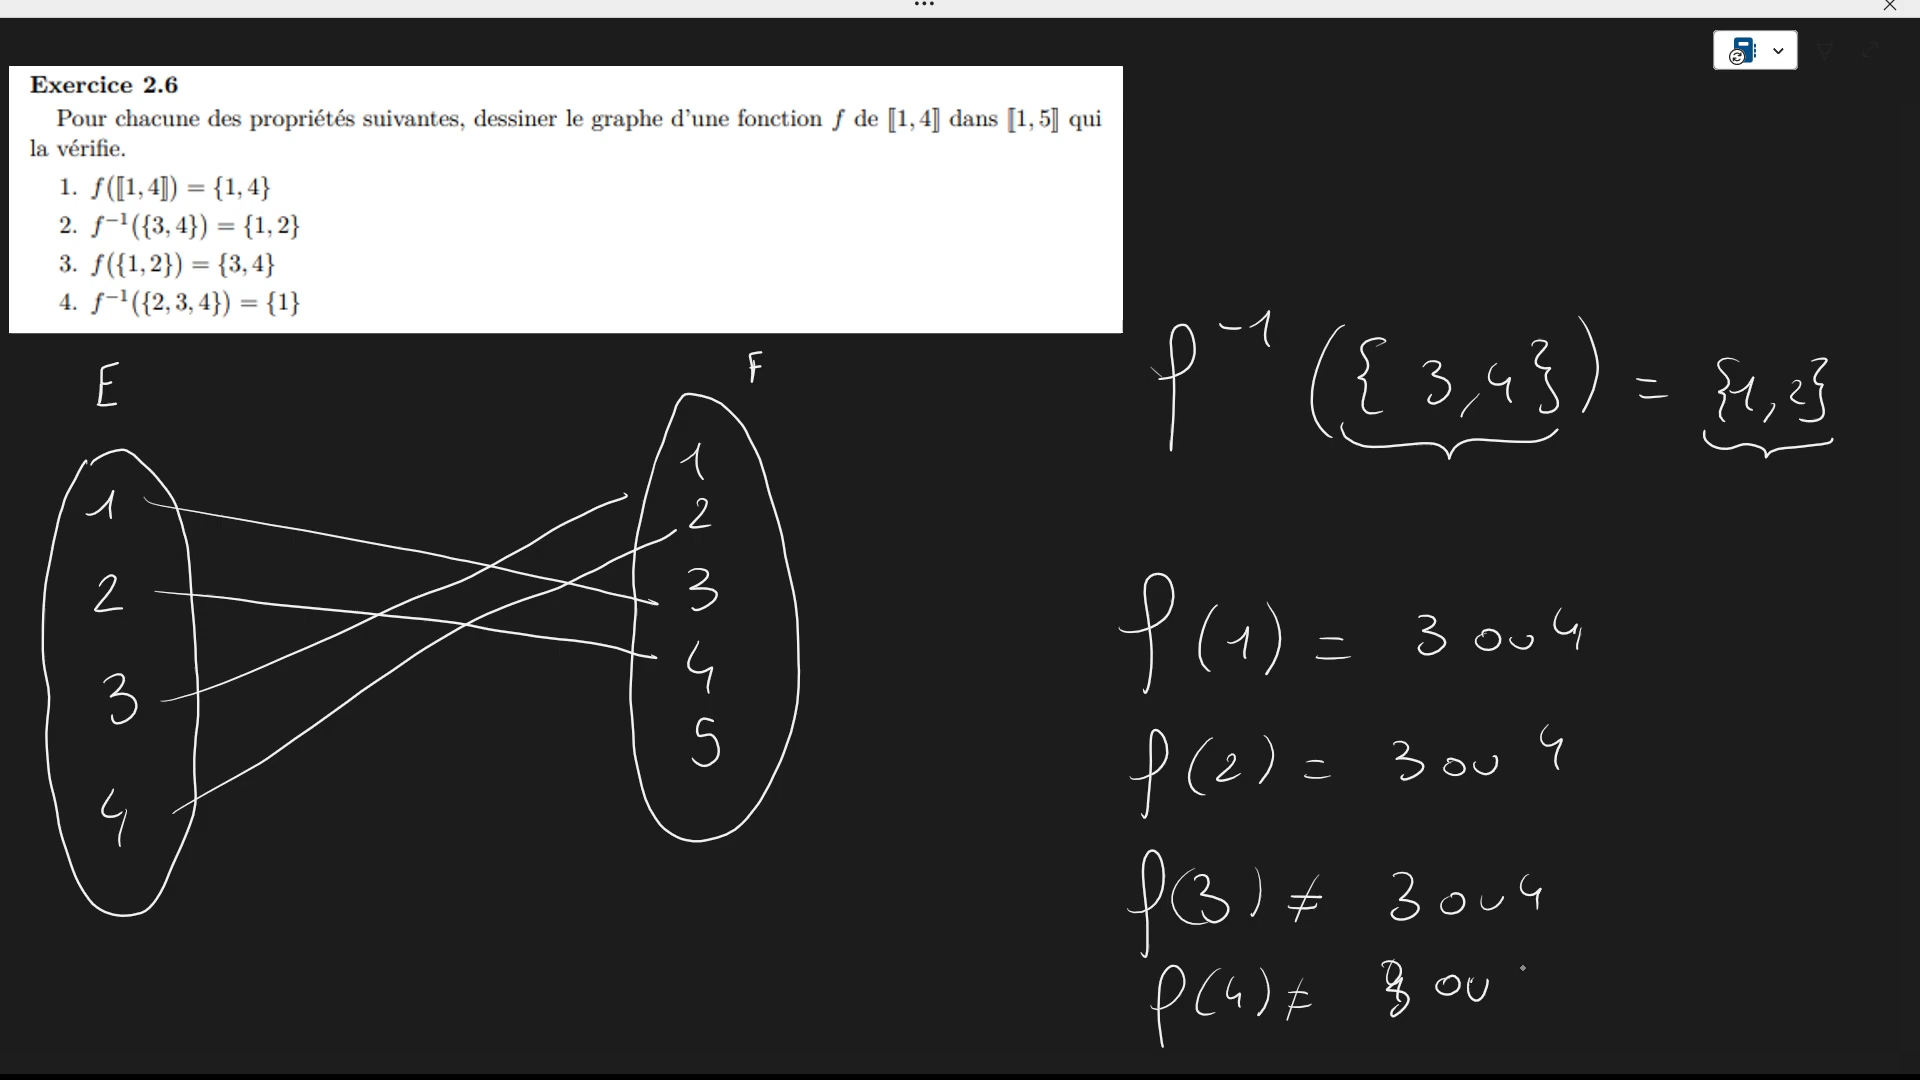 Exercice 2.6
Pour chacune des propriétés suivantes, dessiner le graphe d'une fonction f de ⟦1, 4⟧ dans ⟦1, 5⟧ qui
la vérifie.
1. f(⟦1, 4⟧) = {1, 4}
2. f⁻¹({3, 4}) = {1, 2}
3. f({1, 2}) = {3, 4}
4. f⁻¹({2, 3, 4}) = {1}
E
F
1
2
3
4
1
2
3
4
5
f⁻¹ ({3,4}) = {1,2}
f(1) = 3 ou 4
f(2) = 3 ou 4
f(3) ≠ 3 ou 4
f(4) ≠ 3 ou